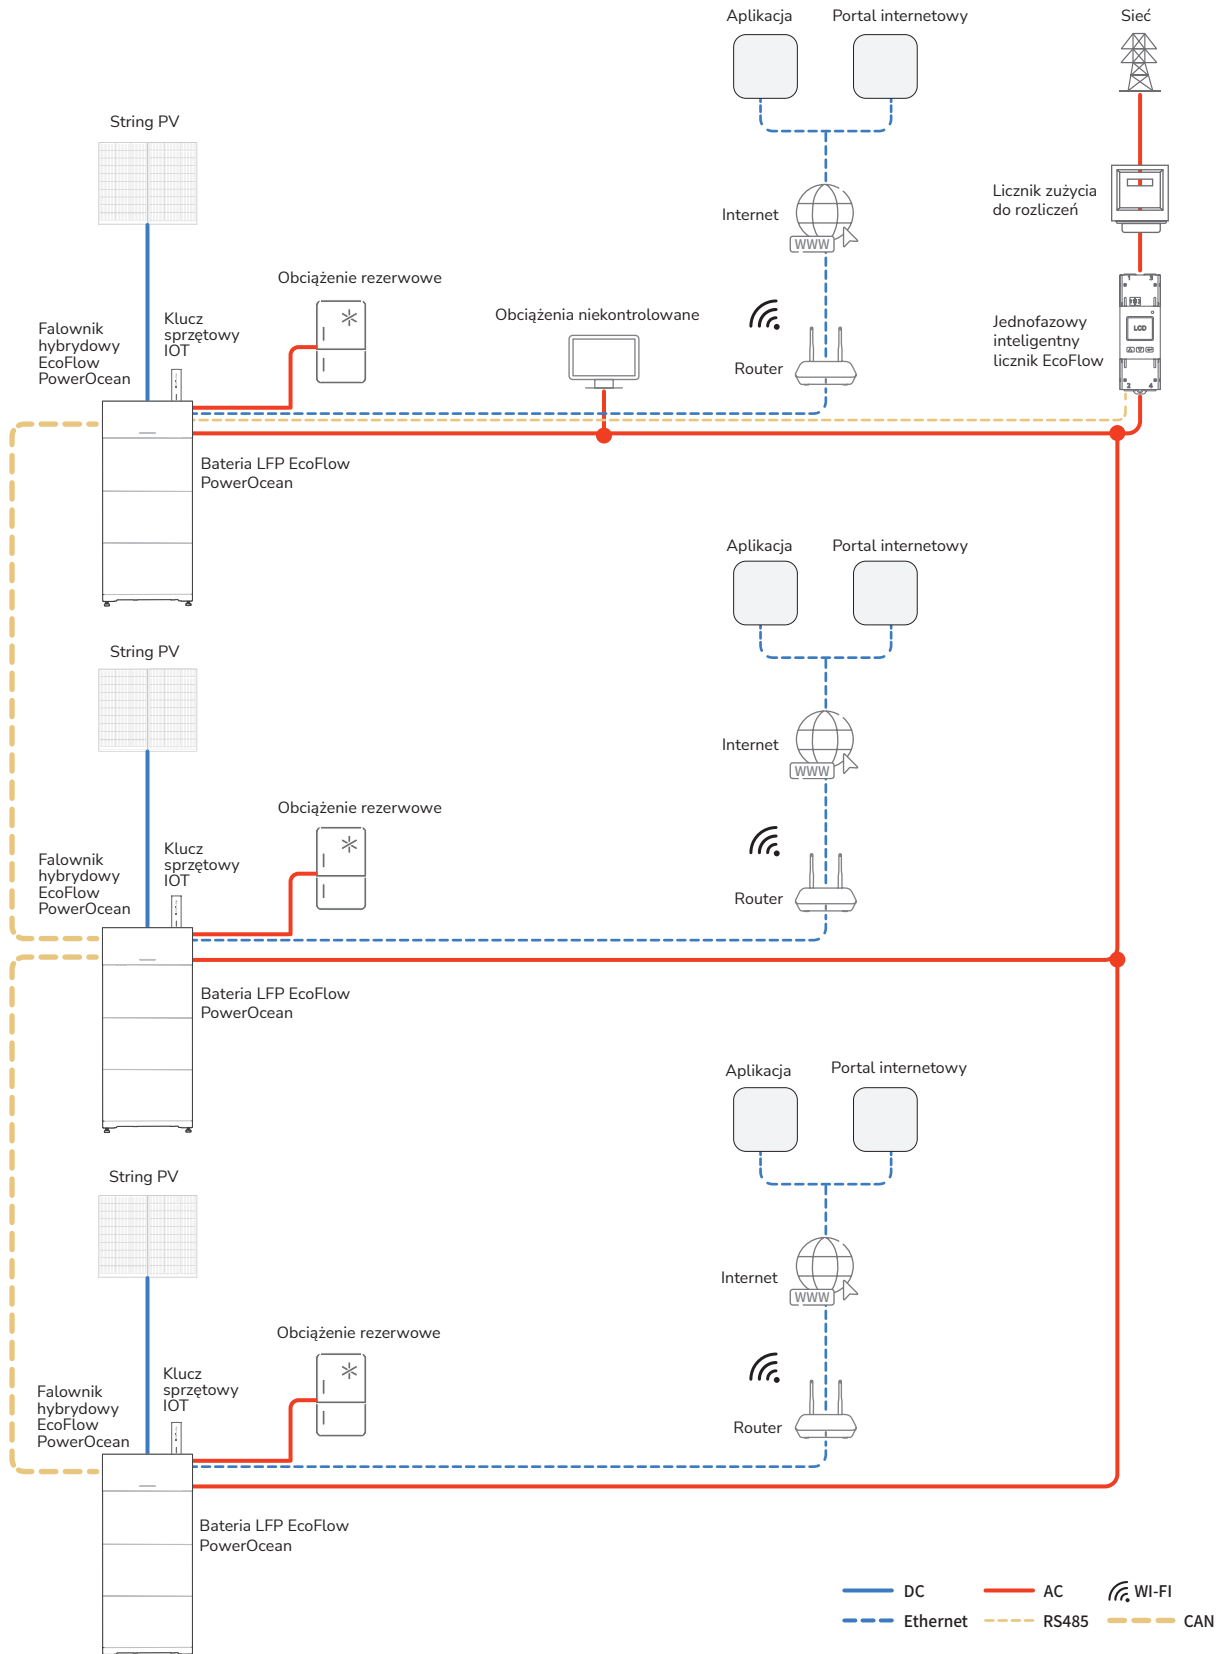 Aplikacja
Portal internetowy
Sieć
String PV
Licznik zużycia
do rozliczeń
Internet
WWW
Obciążenie rezerwowe
Obciążenia niekontrolowane
Klucz
sprzętowy
IOT
Falownik
hybrydowy
EcoFlow
PowerOcean
Router
Jednofazowy
inteligentny
licznik EcoFlow
1 3
LCD
2 4
Bateria LFP EcoFlow
PowerOcean
Aplikacja
Portal internetowy
String PV
Internet
WWW
Obciążenie rezerwowe
Klucz
sprzętowy
IOT
Falownik
hybrydowy
EcoFlow
PowerOcean
Router
Bateria LFP EcoFlow
PowerOcean
Aplikacja
Portal internetowy
String PV
Internet
WWW
Obciążenie rezerwowe
Klucz
sprzętowy
IOT
Falownik
hybrydowy
EcoFlow
PowerOcean
Router
Bateria LFP EcoFlow
PowerOcean
DC
AC
WI-FI
Ethernet
RS485
CAN